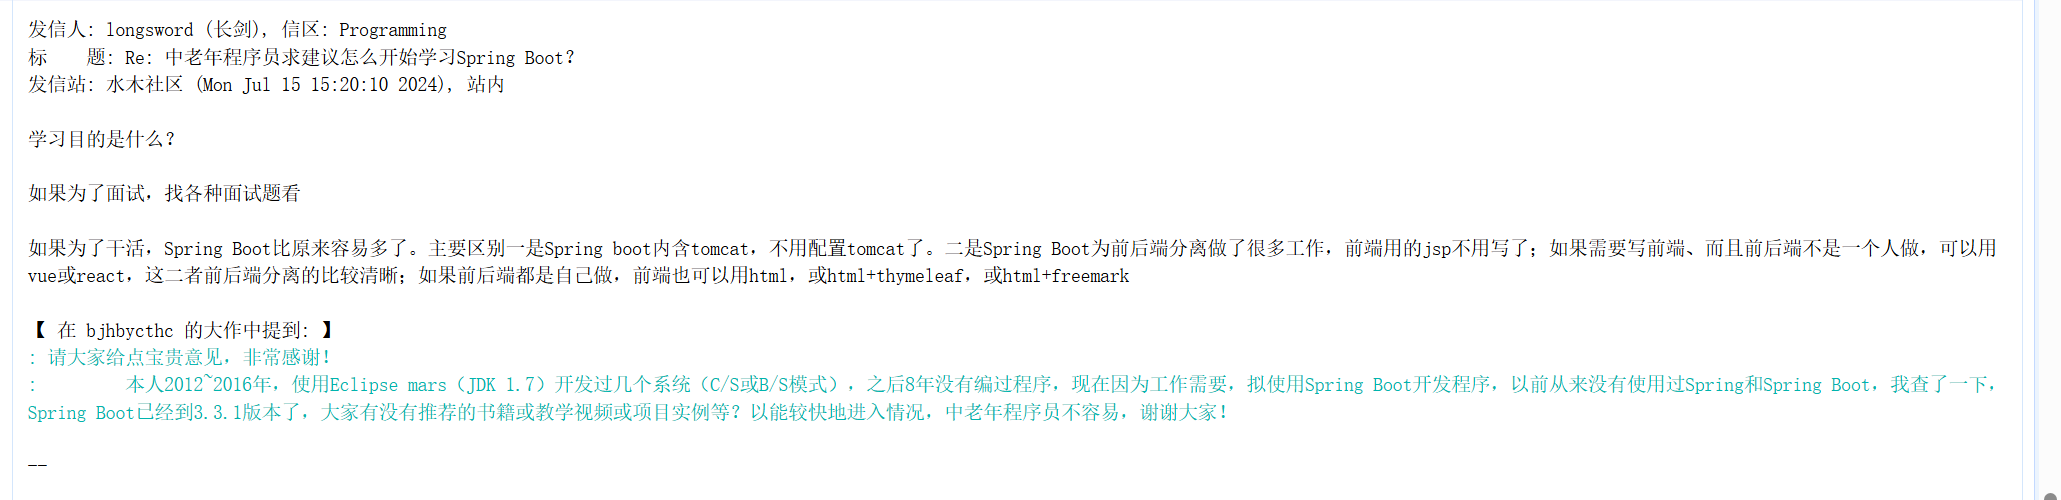 发信人: longsword (长剑), 信区: Programming
标    题: Re: 中老年程序员求建议怎么开始学习Spring Boot？
发信站: 水木社区 (Mon Jul 15 15:20:10 2024), 站内
学习目的是什么？
如果为了面试，找各种面试题看
如果为了干活，Spring Boot比原来容易多了。主要区别一是Spring boot内含tomcat，不用配置tomcat了。二是Spring Boot为前后端分离做了很多工作，前端用的jsp不用写了；如果需要写前端、而且前后端不是一个人做，可以用
vue或react，这二者前后端分离的比较清晰；如果前后端都是自己做，前端也可以用html，或html+thymeleaf，或html+freemark
【 在 bjhbycthc 的大作中提到: 】
: 请大家给点宝贵意见，非常感谢！
:         本人2012~2016年，使用Eclipse mars（JDK 1.7）开发过几个系统（C/S或B/S模式），之后8年没有编过程序，现在因为工作需要，拟使用Spring Boot开发程序，以前从来没有使用过Spring和Spring Boot，我查了一下，
Spring Boot已经到3.3.1版本了，大家有没有推荐的书籍或教学视频或项目实例等？以能较快地进入情况，中老年程序员不容易，谢谢大家！
--